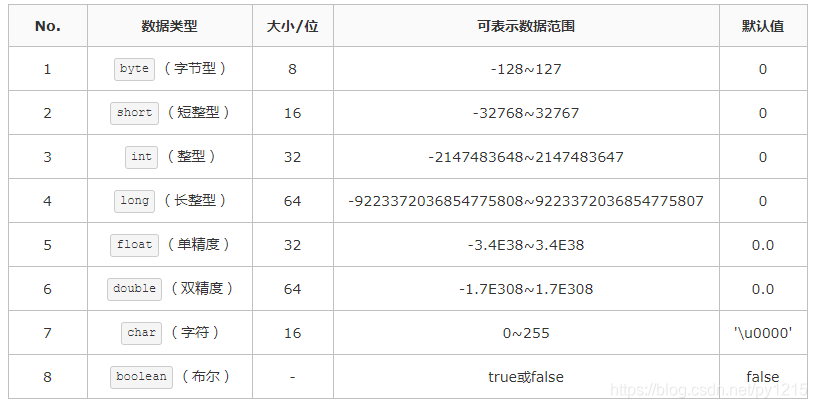 No. 数据类型 大小/位 可表示数据范围 默认值
1 byte（字节型） 8 -128~127 0
2 short（短整型） 16 -32768~32767 0
3 int（整型） 32 -2147483648~2147483647 0
4 long（长整型） 64 -9223372036854775808~9223372036854775807 0
5 float（单精度） 32 -3.4E38~3.4E38 0.0
6 double（双精度） 64 -1.7E308~1.7E308 0.0
7 char（字符） 16 0~255 '\u0000'
8 boolean（布尔） - true或false false
https://blog.csdn.net/py1215